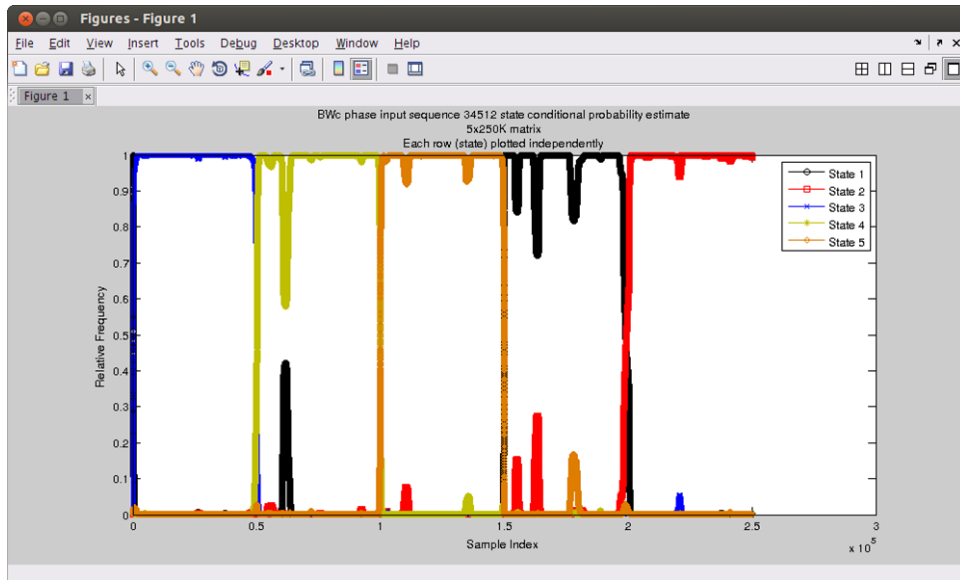 Figures - Figure 1
File Edit View Insert Tools Debug Desktop Window Help
Figure 1
BWc phase input sequence 34512 state conditional probability estimate
5x250K matrix
Each row (state) plotted independently
1
0.9
0.8
0.7
0.6
0.5
0.4
0.3
0.2
0.1
0
Relative Frequency
State 1
State 2
State 3
State 4
State 5
0 0.5 1 1.5 2 2.5 3
Sample Index
x 10^5